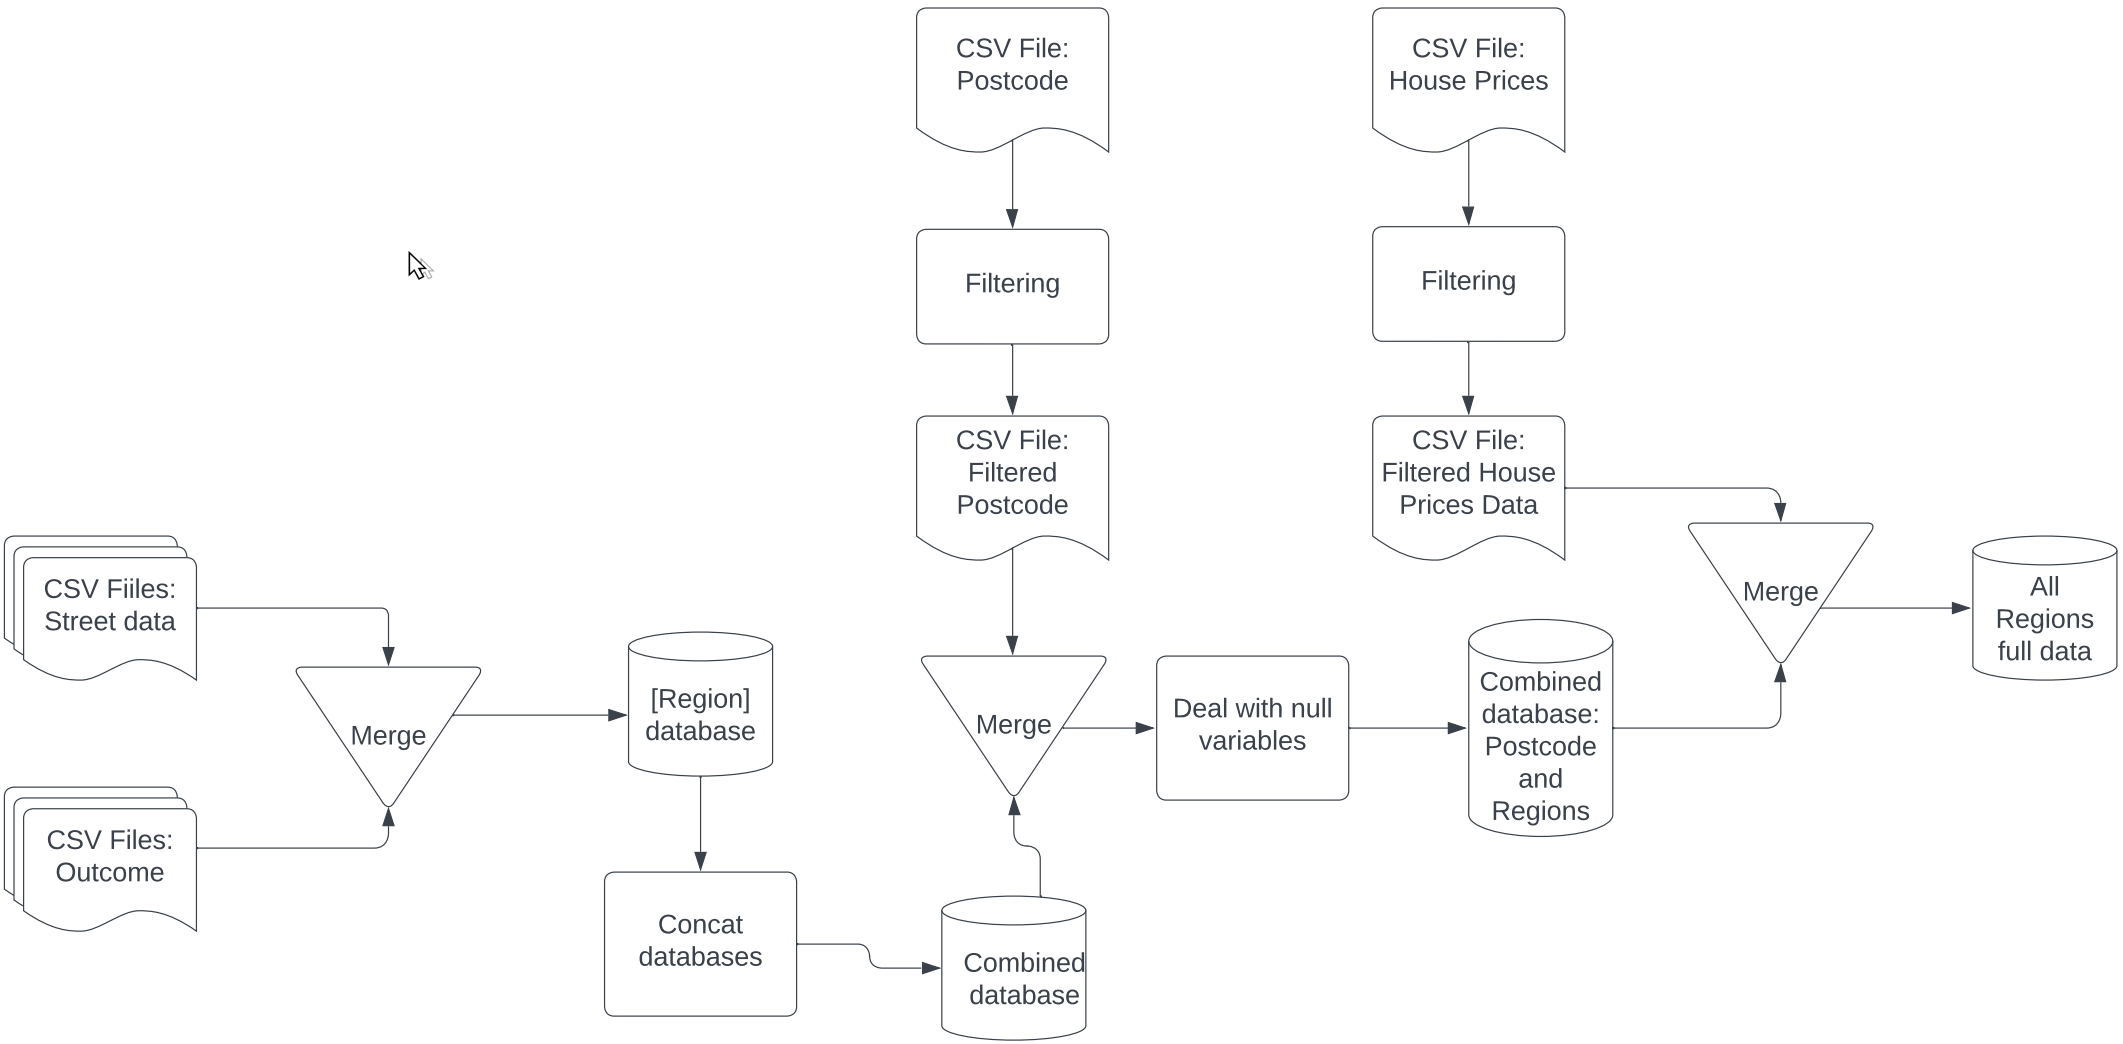 CSV File:
Postcode
CSV File:
House Prices
Filtering
Filtering
CSV File:
Filtered
Postcode
CSV File:
Filtered House
Prices Data
CSV Fiiles:
Street data
Merge
[Region]
database
CSV Files:
Outcome
Concat
databases
Combined
database
Merge
Deal with null
variables
Combined
database:
Postcode
and
Regions
Merge
All
Regions
full data